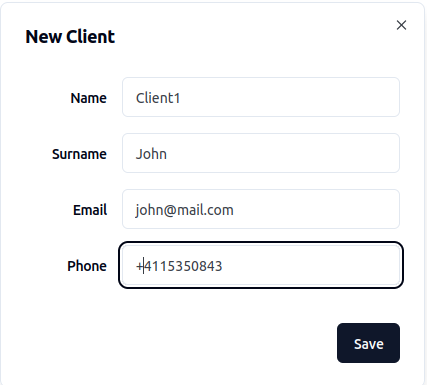 New Client
Name Client1
Surname John
Email john@mail.com
Phone +4115350843
Save